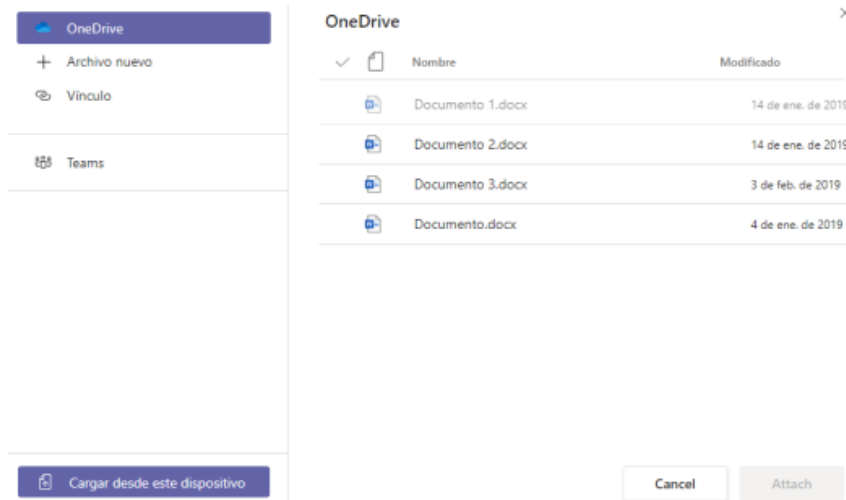 OneDrive
Archivo nuevo
Vínculo
Teams
Cargar desde este dispositivo
OneDrive
Nombre Modificado
Documento 1.docx 14 de ene. de 2019
Documento 2.docx 14 de ene. de 2019
Documento 3.docx 3 de feb. de 2019
Documento.docx 4 de ene. de 2019
Cancel Attach